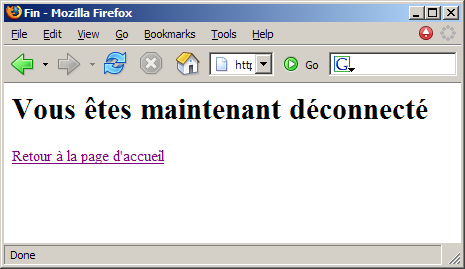 Fin - Mozilla Firefox
File Edit View Go Bookmarks Tools Help
http Go G
Vous êtes maintenant déconnecté
Retour à la page d'accueil
Done